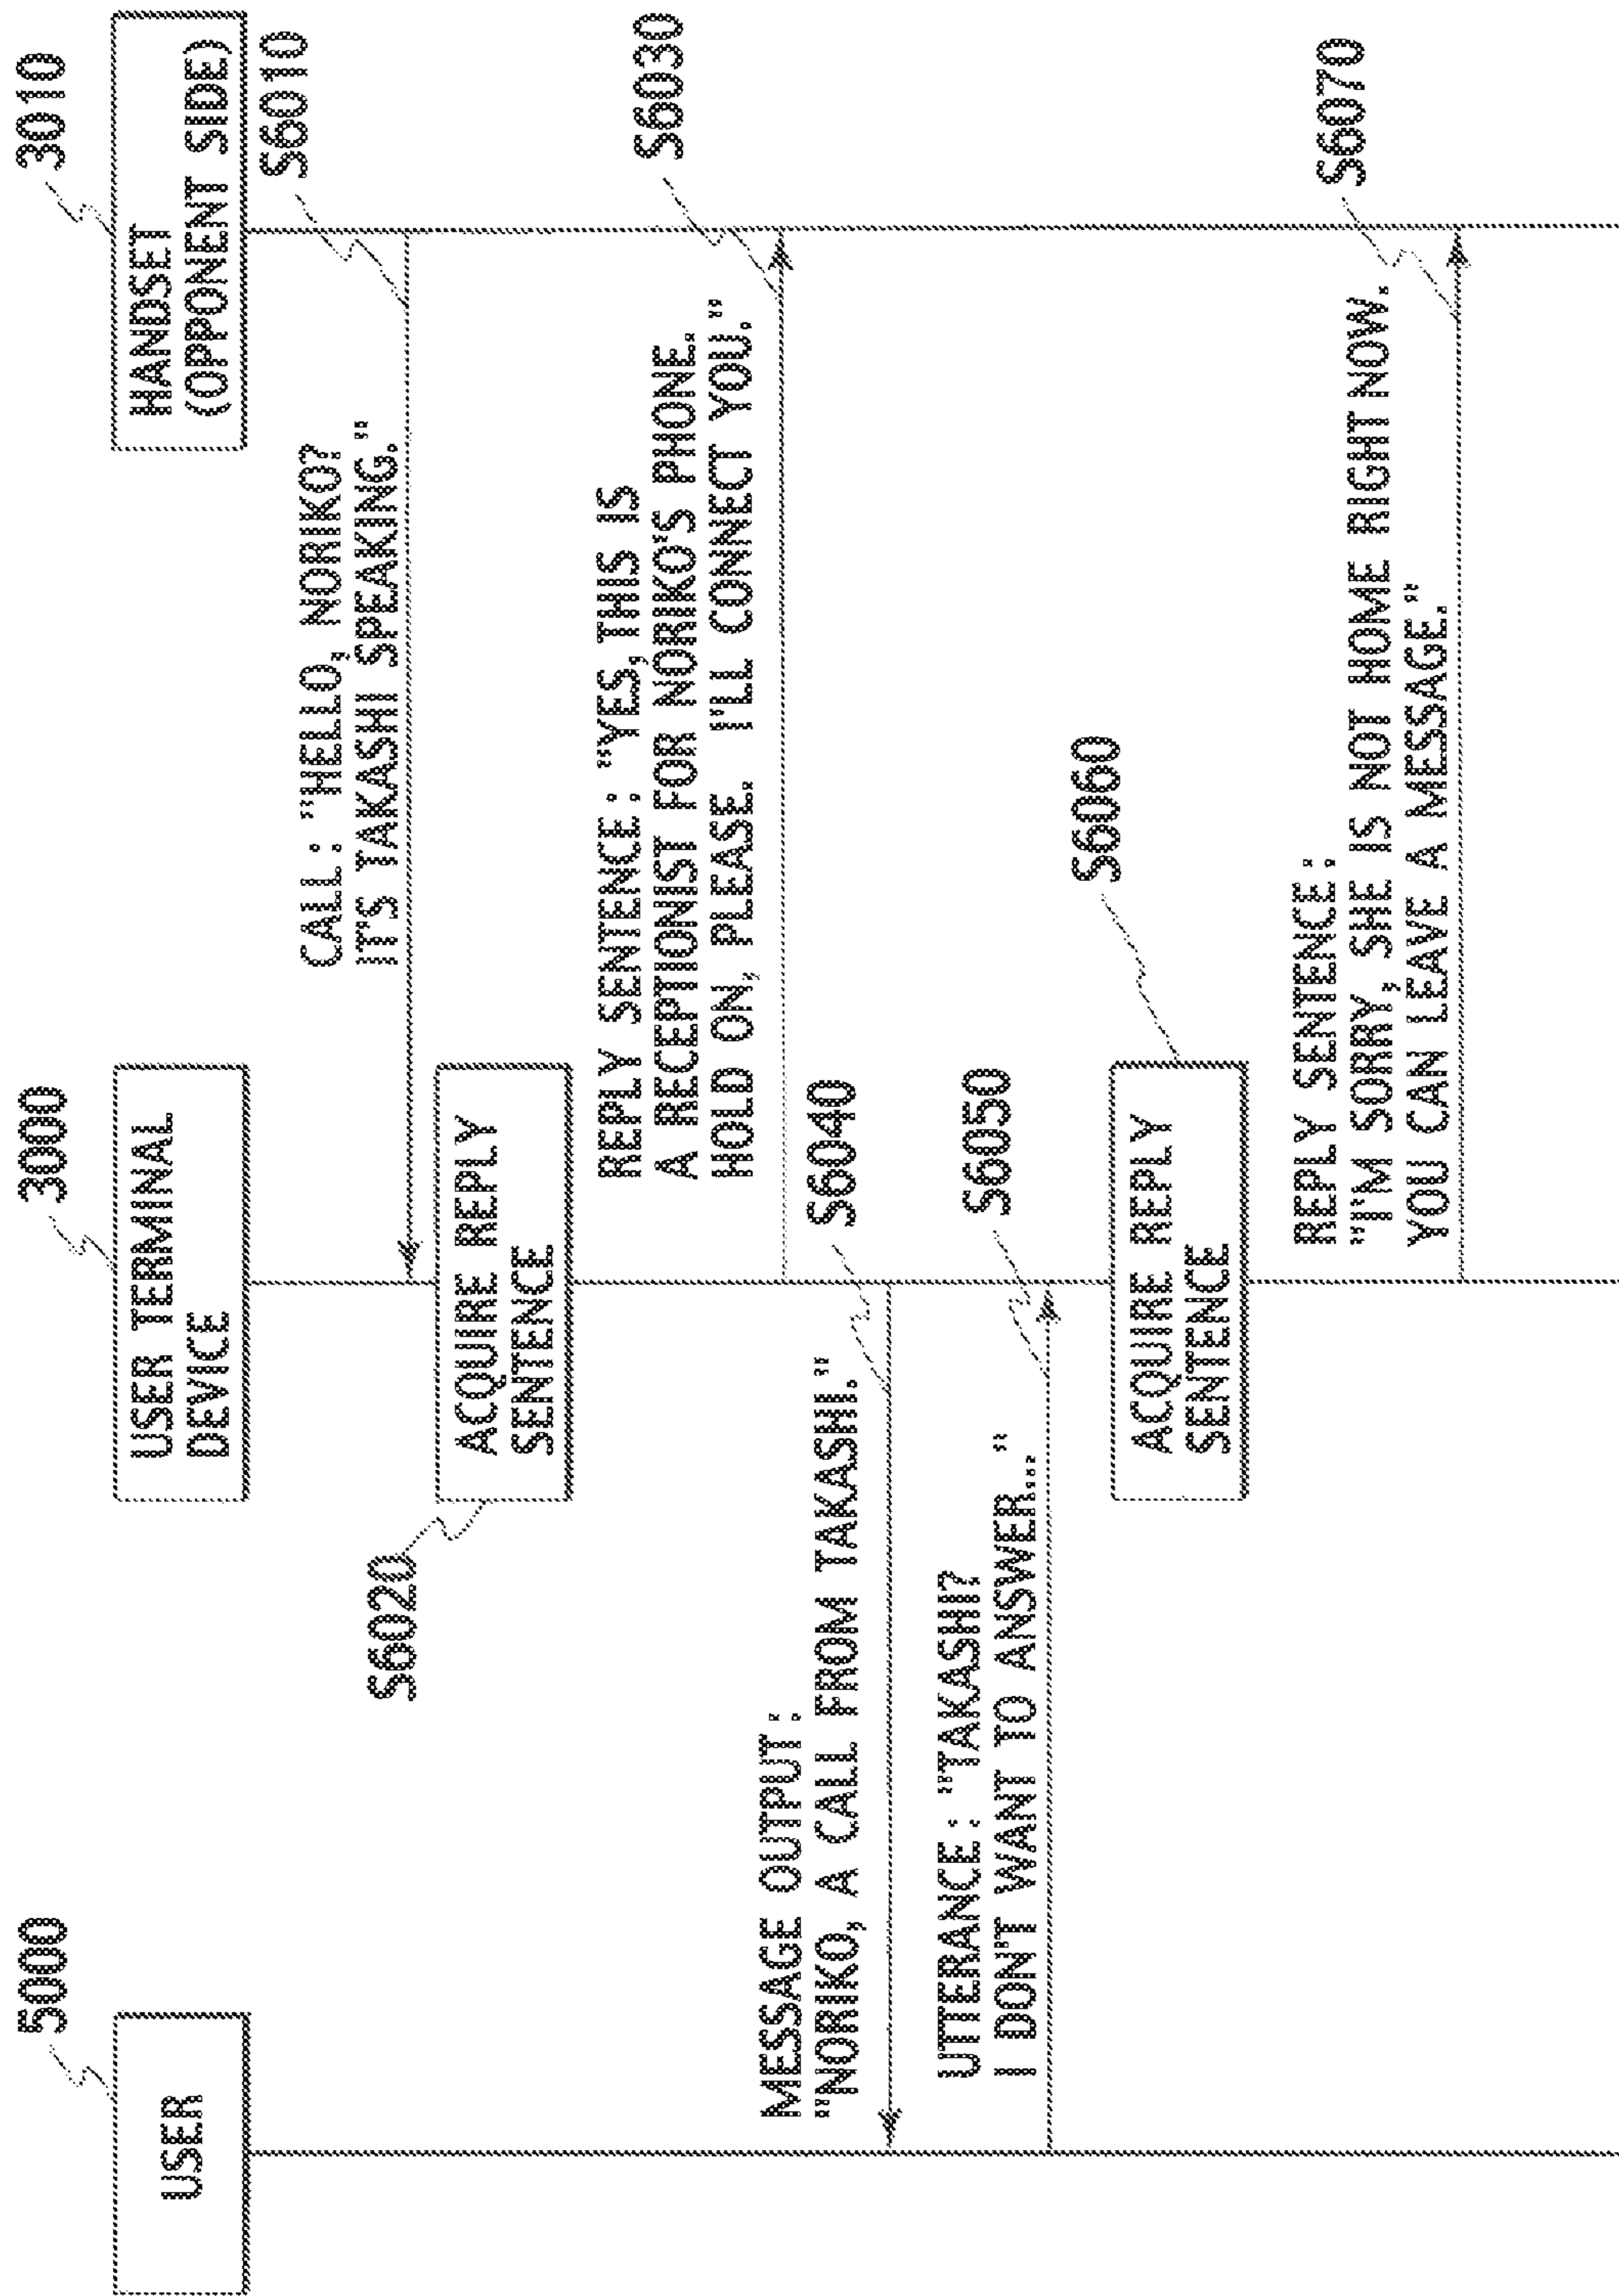 5000
USER
3000
USER TERMINAL
DEVICE
3010
HANDSET
(OPPONENT SIDE)
S6010
CALL : "HELLO, NORIKO?
IT'S TAKASHI SPEAKING."
S6020
ACQUIRE REPLY
SENTENCE
S6030
REPLY SENTENCE : "YES, THIS IS
A RECEPTIONIST FOR NORIKO'S PHONE.
HOLD ON, PLEASE. I'LL CONNECT YOU."
S6040
MESSAGE OUTPUT :
"NORIKO, A CALL FROM TAKASHI."
S6050
UTTERANCE : "TAKASHI?
I DON'T WANT TO ANSWER..."
S6060
ACQUIRE REPLY
SENTENCE
S6070
REPLY SENTENCE :
"I'M SORRY, SHE IS NOT HOME RIGHT NOW.
YOU CAN LEAVE A MESSAGE."